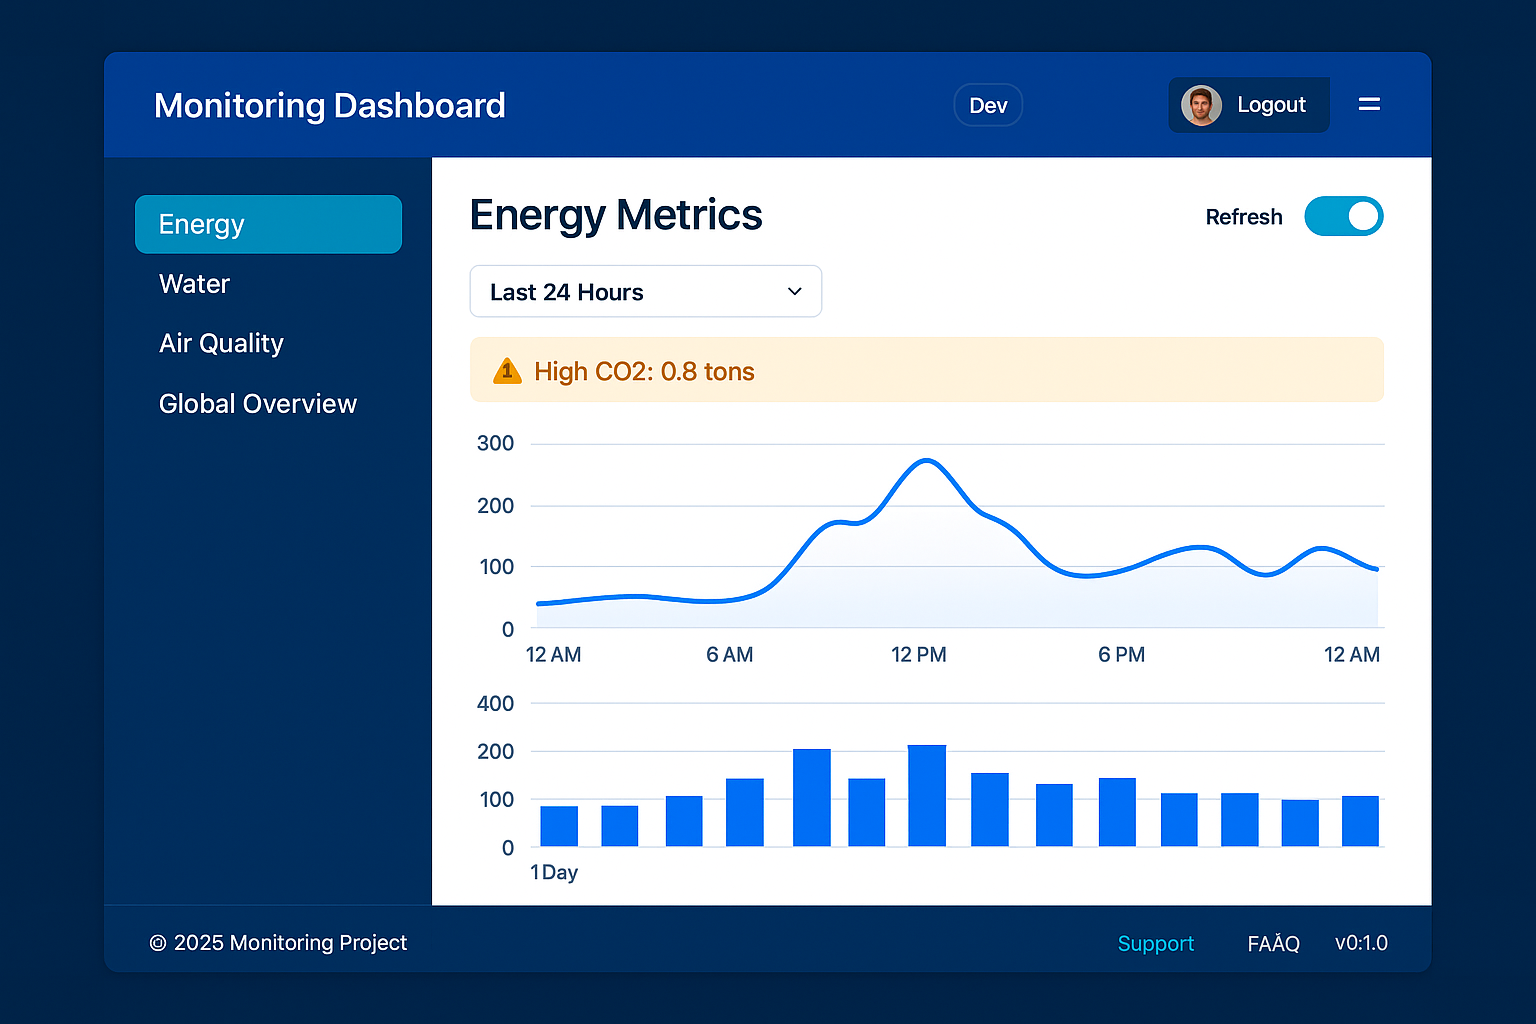 Monitoring Dashboard
Dev
Logout
Energy
Water
Air Quality
Global Overview
Energy Metrics
Refresh
Last 24 Hours
1 High CO2: 0.8 tons
300
200
100
0
12 AM 6 AM 12 PM 6 PM 12 AM
400
200
100
0
1 Day
© 2025 Monitoring Project
Support FAǍQ v0:1.0